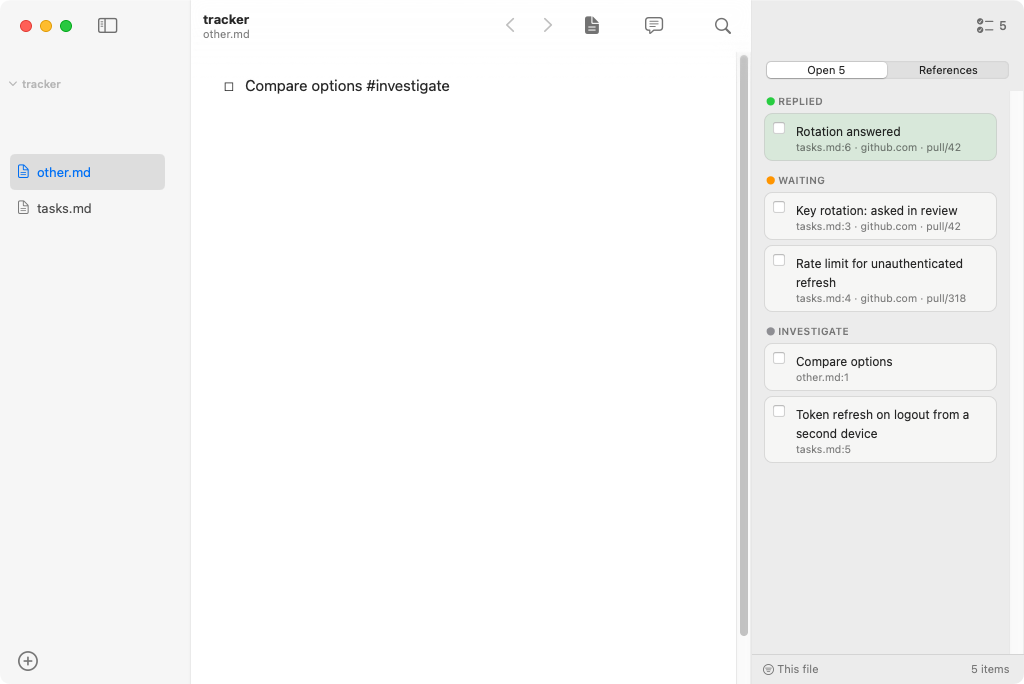 tracker
other.md
5
tracker
other.md
tasks.md
Compare options #investigate
Open 5
References
REPLIED
Rotation answered
tasks.md:6 · github.com · pull/42
WAITING
Key rotation: asked in review
tasks.md:3 · github.com · pull/42
Rate limit for unauthenticated
refresh
tasks.md:4 · github.com · pull/318
INVESTIGATE
Compare options
other.md:1
Token refresh on logout from a
second device
tasks.md:5
This file
5 items